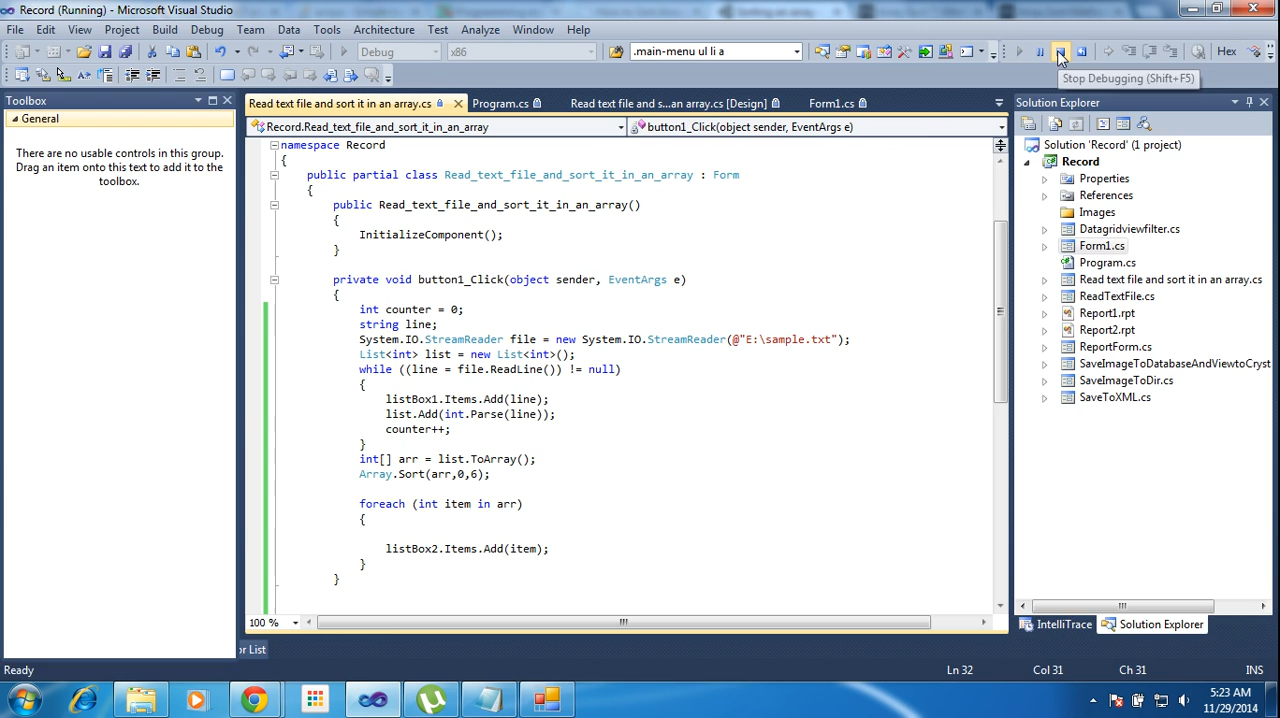 Record (Running) - Microsoft Visual Studio
File Edit View Project Build Debug Team Data Tools Architecture Test Analyze Window Help
Debug x86 .main-menu ul li a Hex
Stop Debugging (Shift+F5)
Toolbox
General
There are no usable controls in this group.
Drag an item onto this text to add it to the
toolbox.
Read text file and sort it in an array.cs Program.cs Read text file and s...an array.cs [Design] Form1.cs
Record.Read_text_file_and_sort_it_in_an_array button1_Click(object sender, EventArgs e)
namespace Record
{
public partial class Read_text_file_and_sort_it_in_an_array : Form
{
public Read_text_file_and_sort_it_in_an_array()
{
InitializeComponent();
}
private void button1_Click(object sender, EventArgs e)
{
int counter = 0;
string line;
System.IO.StreamReader file = new System.IO.StreamReader(@"E:\sample.txt");
List<int> list = new List<int>();
while ((line = file.ReadLine()) != null)
{
listBox1.Items.Add(line);
list.Add(int.Parse(line));
counter++;
}
int[] arr = list.ToArray();
Array.Sort(arr,0,6);
foreach (int item in arr)
{
listBox2.Items.Add(item);
}
}
100 %
Solution Explorer
Solution 'Record' (1 project)
Record
Properties
References
Images
Datagridviewfilter.cs
Form1.cs
Program.cs
Read text file and sort it in an array.cs
ReadTextFile.cs
Report1.rpt
Report2.rpt
ReportForm.cs
SaveImageToDatabaseAndViewtoCryst
SaveImageToDir.cs
SaveToXML.cs
IntelliTrace Solution Explorer
or List
Ready Ln 32 Col 31 Ch 31 INS
5:23 AM
11/29/2014